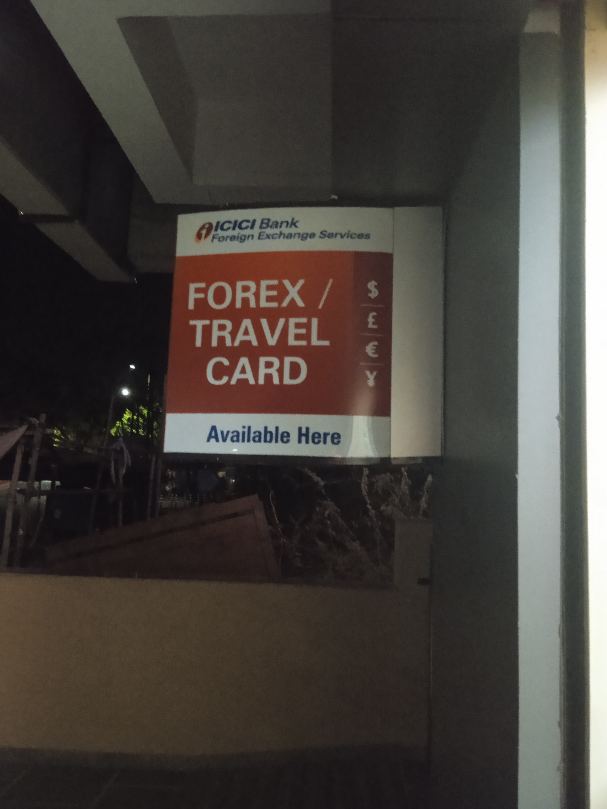 ICICI Bank
Foreign Exchange Services
FOREX /
TRAVEL
CARD
$
£
€
¥
Available Here